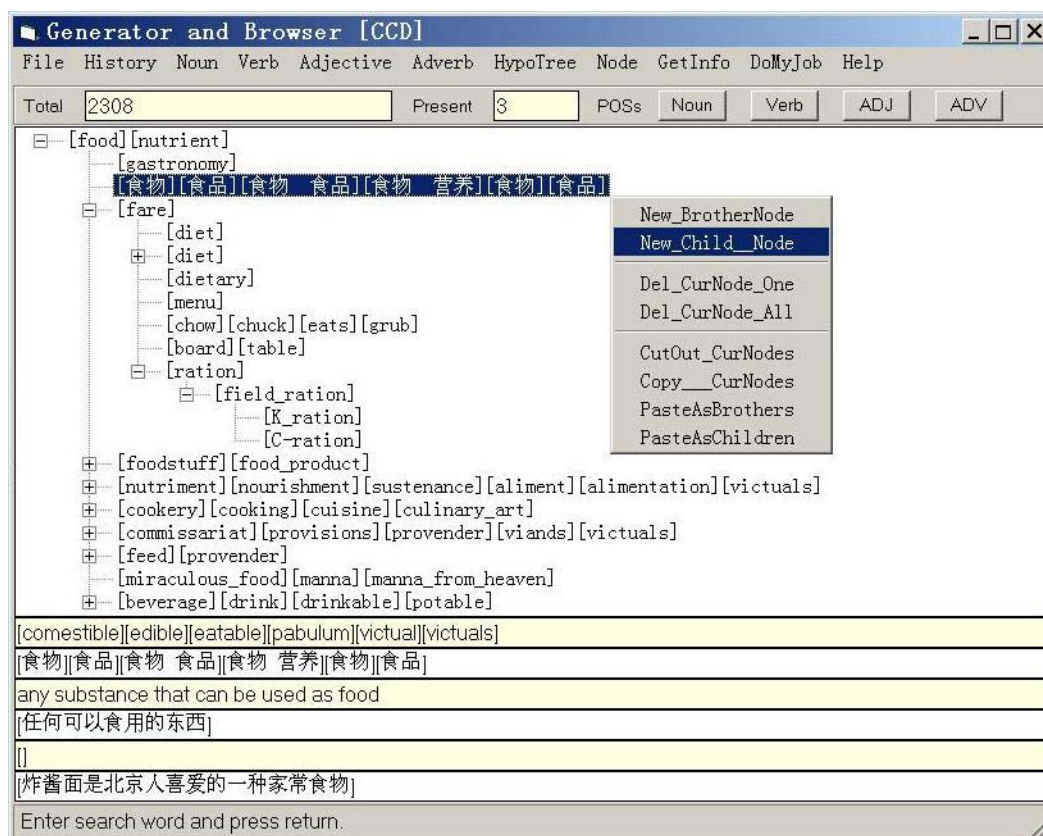 Generator and Browser [CCD]
File History Noun Verb Adjective Adverb HypoTree Node GetInfo DoMyJob Help
Total 2308 Present 3 POSs Noun Verb ADJ ADV
[food][nutrient]
[gastronomy]
[食物][食品][食物 食品][食物 营养][食物][食品]
[fare]
[diet]
[diet]
[dietary]
[menu]
[chow][chuck][eats][grub]
[board][table]
[ration]
[field_ration]
[K_ration]
[C-ration]
[foodstuff][food_product]
[nutriment][nourishment][sustenance][aliment][alimentation][victuals]
[cookery][cooking][cuisine][culinary_art]
[commissariat][provisions][provender][viands][victuals]
[feed][provender]
[miraculous_food][manna][manna_from_heaven]
[beverage][drink][drinkable][potable]
New_BrotherNode
New_Child__Node
Del_CurNode_One
Del_CurNode_All
CutOut_CurNodes
Copy___CurNodes
PasteAsBrothers
PasteAsChildren
[comestible][edible][eatable][pabulum][victual][victuals]
[食物][食品][食物 食品][食物 营养][食物][食品]
any substance that can be used as food
[任何可以食用的东西]
[]
[炸酱面是北京人喜爱的一种家常食物]
Enter search word and press return.